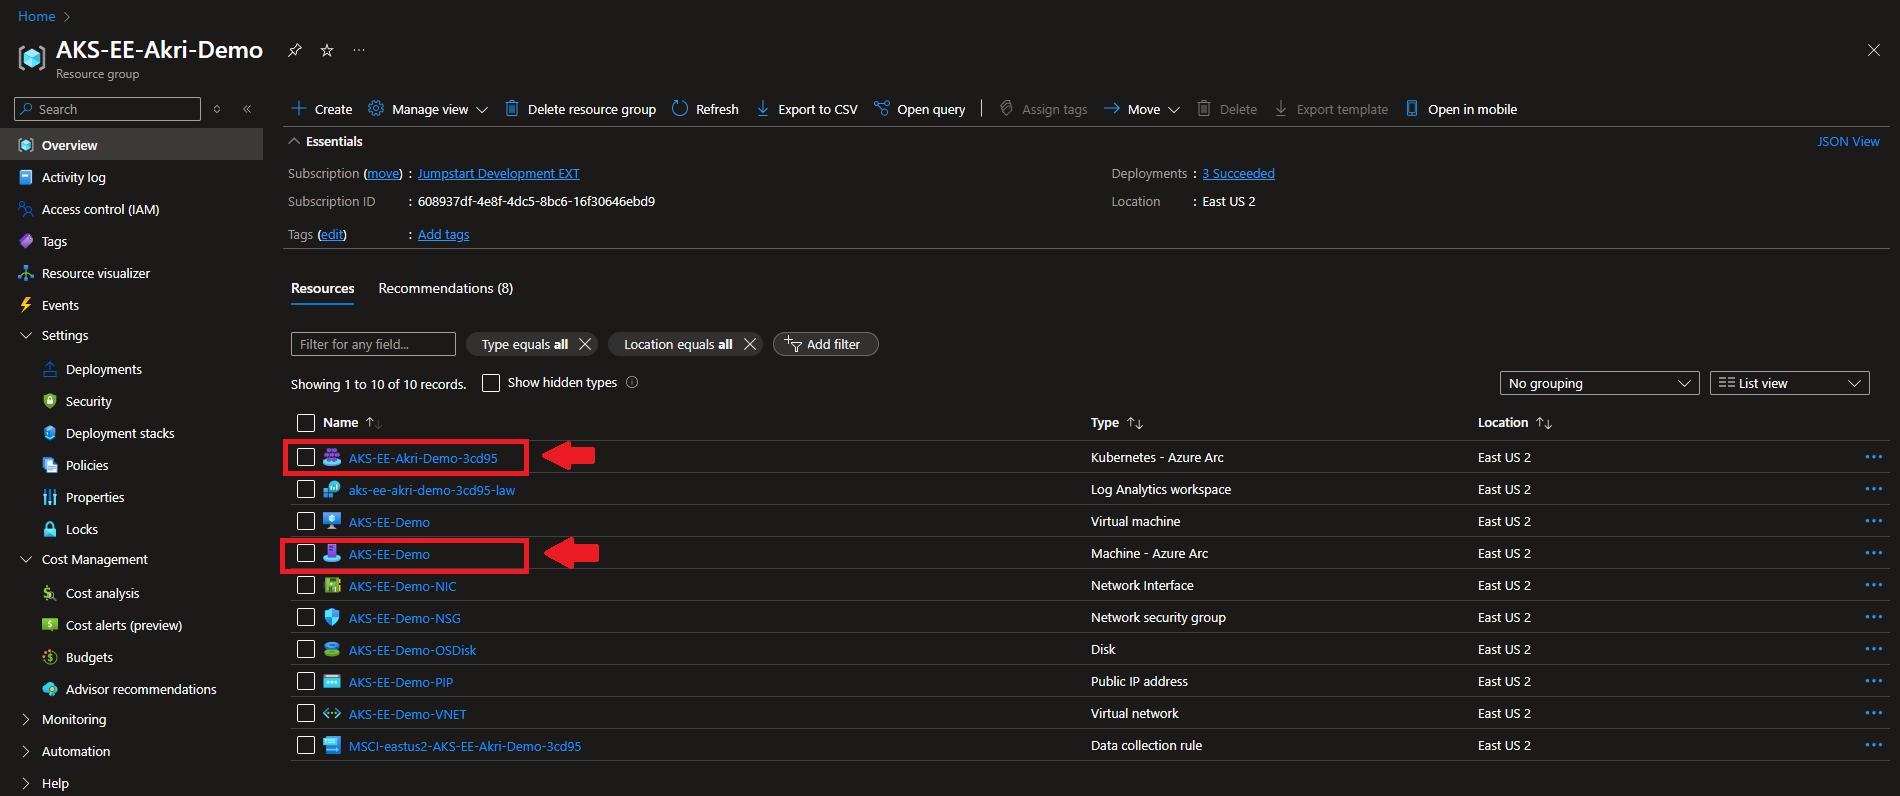 Home
AKS-EE-Akri-Demo
Resource group
Search
Overview
Activity log
Access control (IAM)
Tags
Resource visualizer
Events
Settings
Deployments
Security
Deployment stacks
Policies
Properties
Locks
Cost Management
Cost analysis
Cost alerts (preview)
Budgets
Advisor recommendations
Monitoring
Automation
Help
Create Manage view Delete resource group Refresh Export to CSV Open query Assign tags Move Delete Export template Open in mobile
Essentials JSON View
Subscription (move) : Jumpstart Development EXT Deployments : 3 Succeeded
Subscription ID : 608937df-4e8f-4dc5-8bc6-16f30646ebd9 Location : East US 2
Tags (edit) : Add tags
Resources Recommendations (8)
Filter for any field... Type equals all Location equals all Add filter
Showing 1 to 10 of 10 records. Show hidden types No grouping List view
Name Type Location
AKS-EE-Akri-Demo-3cd95 Kubernetes - Azure Arc East US 2
aks-ee-akri-demo-3cd95-law Log Analytics workspace East US 2
AKS-EE-Demo Virtual machine East US 2
AKS-EE-Demo Machine - Azure Arc East US 2
AKS-EE-Demo-NIC Network Interface East US 2
AKS-EE-Demo-NSG Network security group East US 2
AKS-EE-Demo-OSDisk Disk East US 2
AKS-EE-Demo-PIP Public IP address East US 2
AKS-EE-Demo-VNET Virtual network East US 2
MSCI-eastus2-AKS-EE-Akri-Demo-3cd95 Data collection rule East US 2